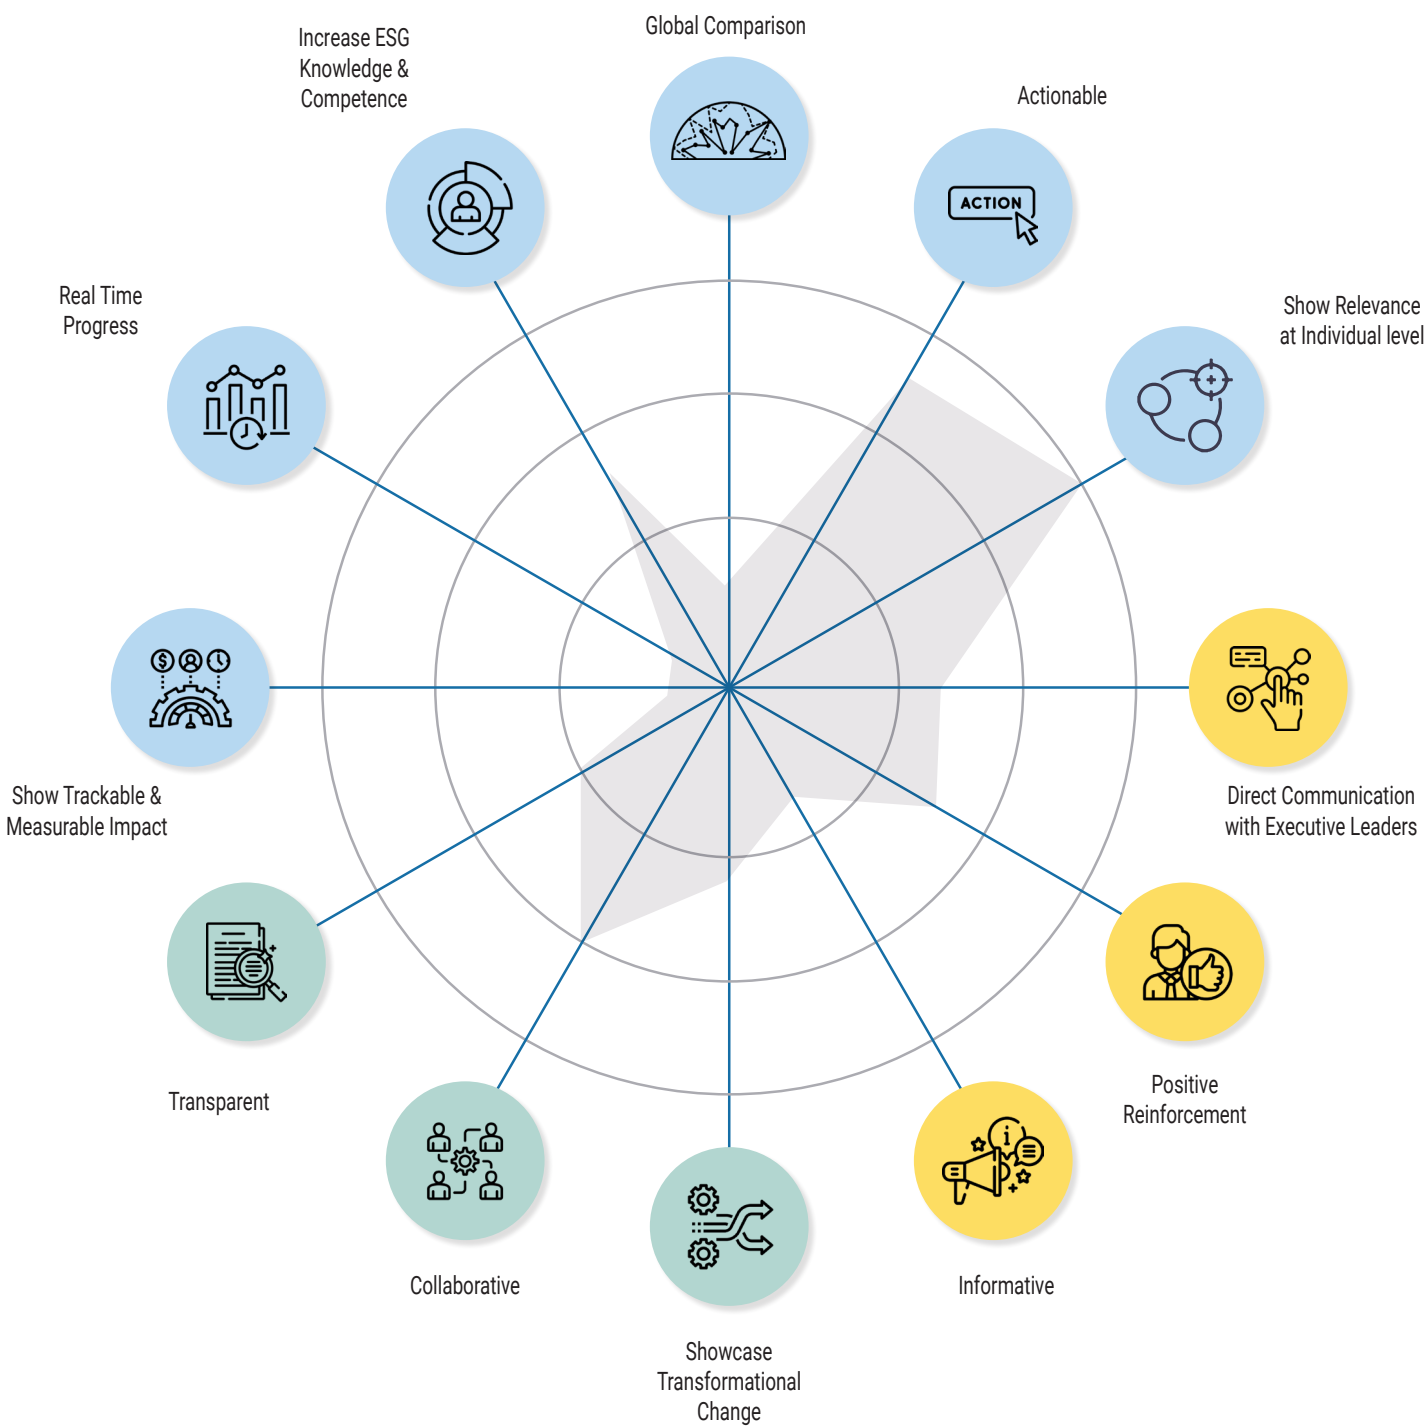 Global Comparison
Increase ESG
Knowledge &
Competence
Actionable
ACTION
Real Time
Progress
Show Relevance
at Individual level
$
Show Trackable &
Measurable Impact
Direct Communication
with Executive Leaders
Transparent
Positive
Reinforcement
i
Collaborative
Informative
Showcase
Transformational
Change